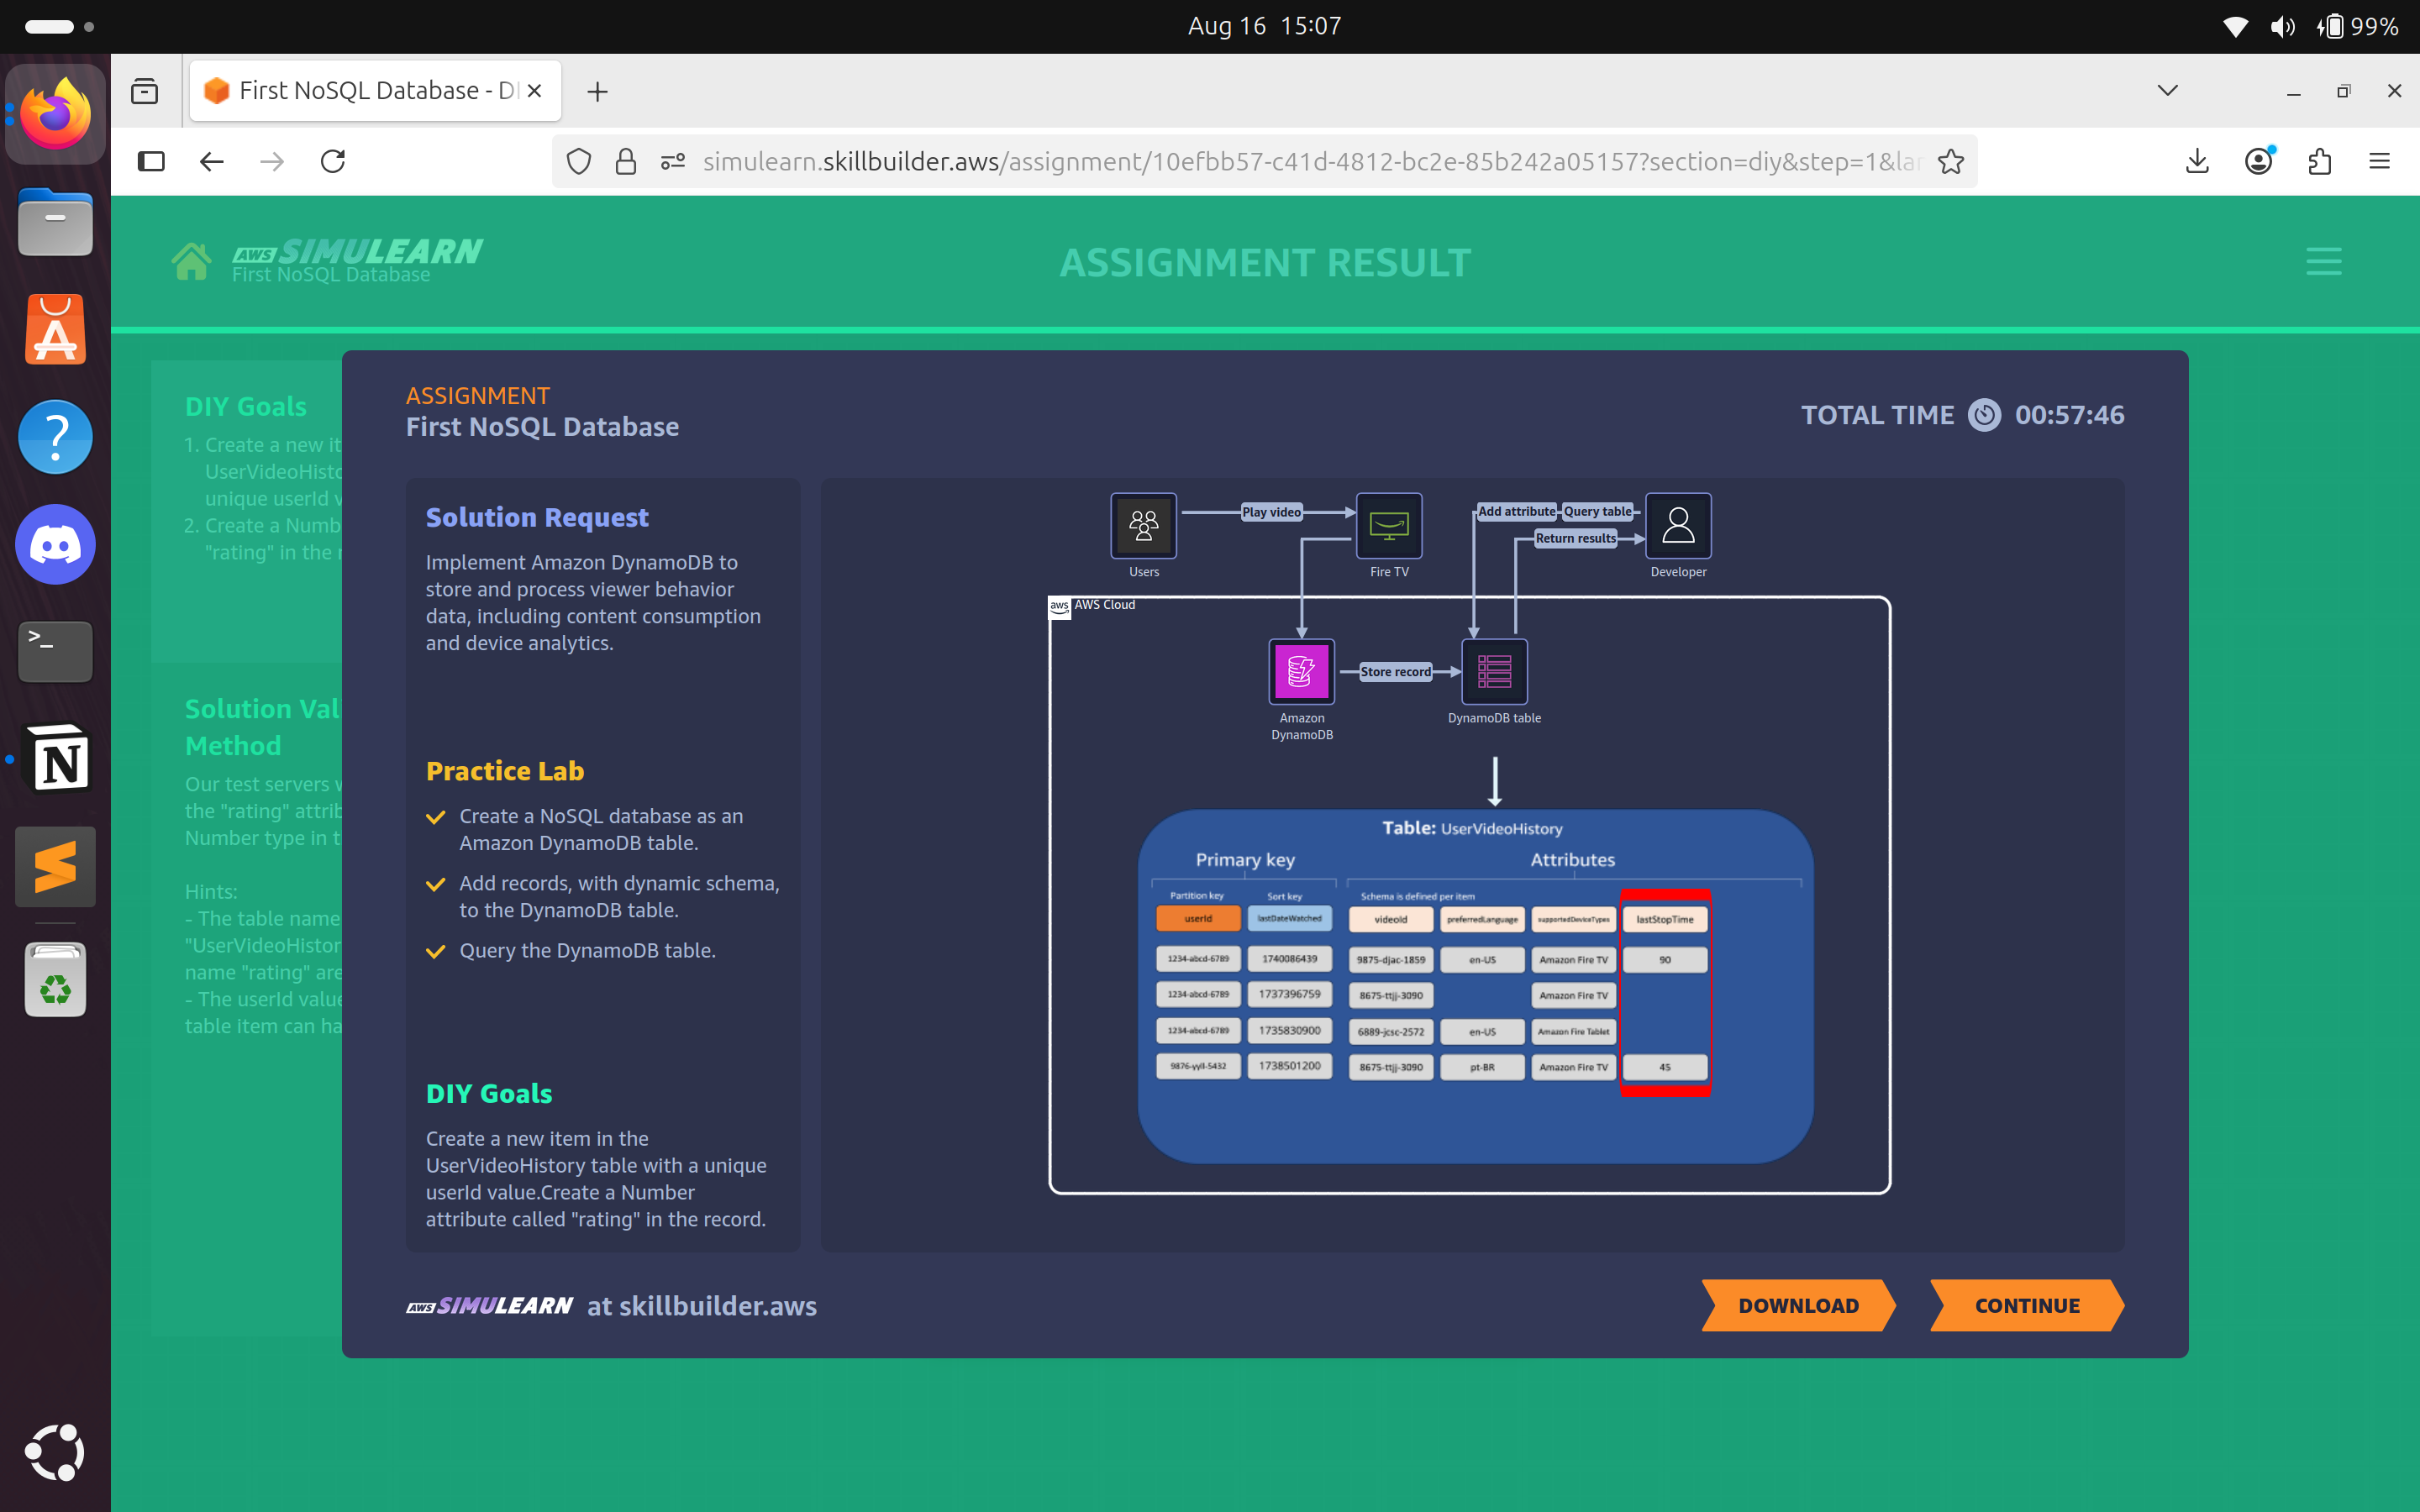 Aug 16 15:07
99%
First NoSQL Database - D
simulearn.skillbuilder.aws/assignment/10efbb57-c41d-4812-bc2e-85b242a05157?section=diy&step=1&la
aws SIMULEARN
First NoSQL Database
ASSIGNMENT RESULT
DIY Goals
1. Create a new it
UserVideoHisto
unique userId v
2. Create a Numb
"rating" in the r
Solution Val
Method
Our test servers w
the "rating" attrib
Number type in t
Hints:
- The table name
"UserVideoHistor
name "rating" are
- The userId value
table item can ha
ASSIGNMENT
First NoSQL Database
TOTAL TIME 00:57:46
Solution Request
Implement Amazon DynamoDB to
store and process viewer behavior
data, including content consumption
and device analytics.
Practice Lab
Create a NoSQL database as an
Amazon DynamoDB table.
Add records, with dynamic schema,
to the DynamoDB table.
Query the DynamoDB table.
DIY Goals
Create a new item in the
UserVideoHistory table with a unique
userId value.Create a Number
attribute called "rating" in the record.
Play video
Add attribute Query table
Return results
Users
Fire TV
Developer
aws AWS Cloud
Store record
Amazon
DynamoDB
DynamoDB table
Table: UserVideoHistory
Primary key Attributes
Partition key Sort key Schema is defined per item
userId lastDateWatched videoId preferredLanguage supportedDeviceTypes lastStopTime
1234-abcd-6789 1740086439 9875-djac-1859 en-US Amazon Fire TV 90
1234-abcd-6789 1737396759 8675-ttjj-3090 Amazon Fire TV
1234-abcd-6789 1735830900 6889-jcsc-2572 en-US Amazon Fire Tablet
9876-yyll-5432 1738501200 8675-ttjj-3090 pt-BR Amazon Fire TV 45
aws SIMULEARN at skillbuilder.aws
DOWNLOAD
CONTINUE